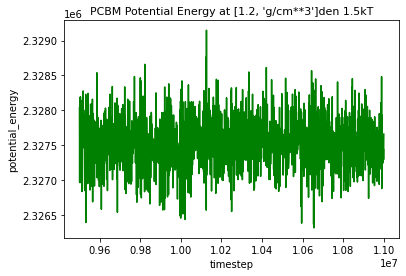 PCBM Potential Energy at [1.2, 'g/cm**3']den 1.5kT
1e6
2.3290
2.3285
2.3280
2.3275
2.3270
2.3265
potential_energy
0.96 0.98 1.00 1.02 1.04 1.06 1.08 1.10
1e7
timestep